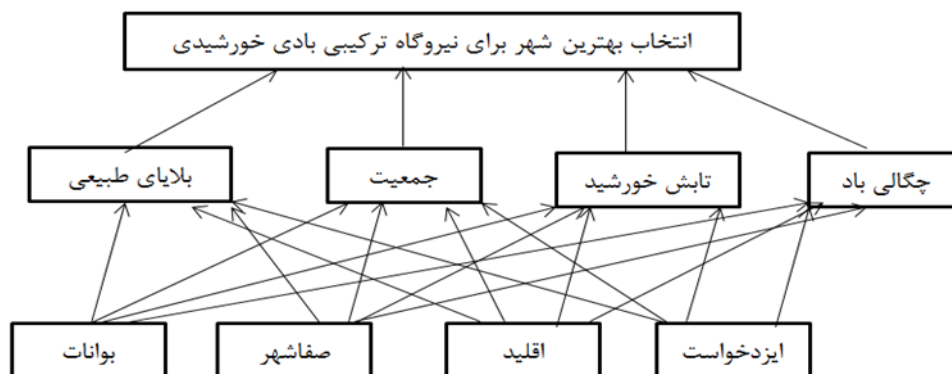 انتخاب بهترین شهر برای نیروگاه ترکیبی بادی خورشیدی
چگالی باد
تابش خورشید
جمعیت
بلایای طبیعی
ایزدخواست
اقلید
صفاشهر
بوانات